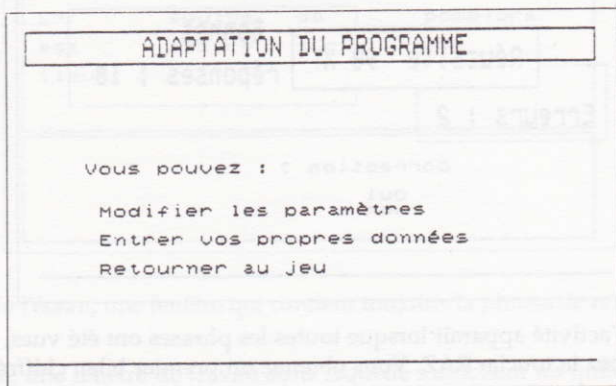 ADAPTATION DU PROGRAMME
Vous pouvez :
Modifier les paramètres
Entrer vos propres données
Retourner au jeu